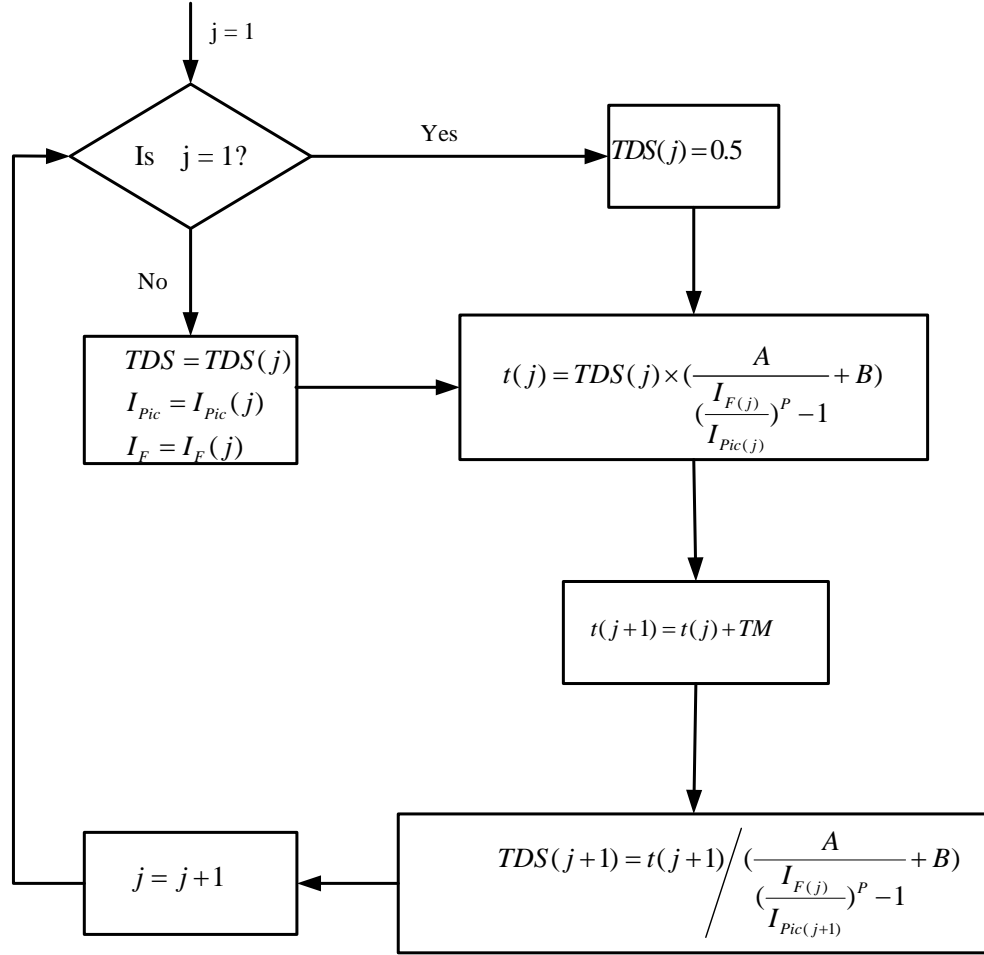 j = 1
Is j = 1?
Yes
TDS(j) = 0.5
No
TDS = TDS(j)
I_Pic = I_Pic(j)
I_F = I_F(j)
t(j) = TDS(j) × (A / ((I_F(j) / I_Pic(j))^P − 1) + B)
t(j+1) = t(j) + TM
TDS(j+1) = t(j+1) / (A / ((I_F(j) / I_Pic(j+1))^P − 1) + B)
j = j+1